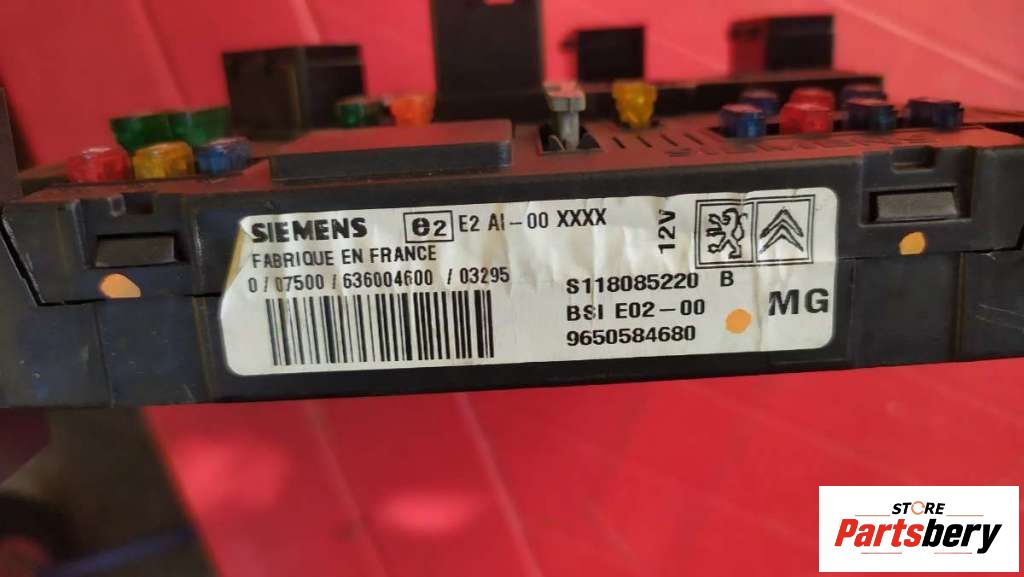 SIEMENS e2 E2 AI-00 XXXX
FABRIQUE EN FRANCE
0/07500/636004600/03295
12V
S118085220 B
BSI E02-00
9650584680
MG
STORE
Partsbery